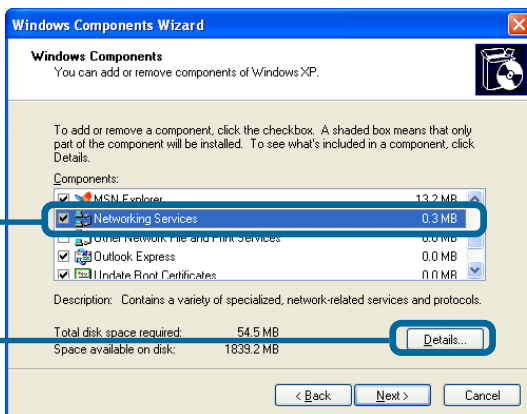 Windows Components Wizard
Windows Components
You can add or remove components of Windows XP.
To add or remove a component, click the checkbox. A shaded box means that only
part of the component will be installed. To see what's included in a component, click
Details.
Components:
MSN Explorer 13.2 MB
Networking Services 0.3 MB
Other Network File and Print Services 0.0 MB
Outlook Express 0.0 MB
Update Root Certificates 0.0 MB
Description: Contains a variety of specialized, network-related services and protocols.
Total disk space required: 54.5 MB
Space available on disk: 1839.2 MB
Details...
< Back Next > Cancel